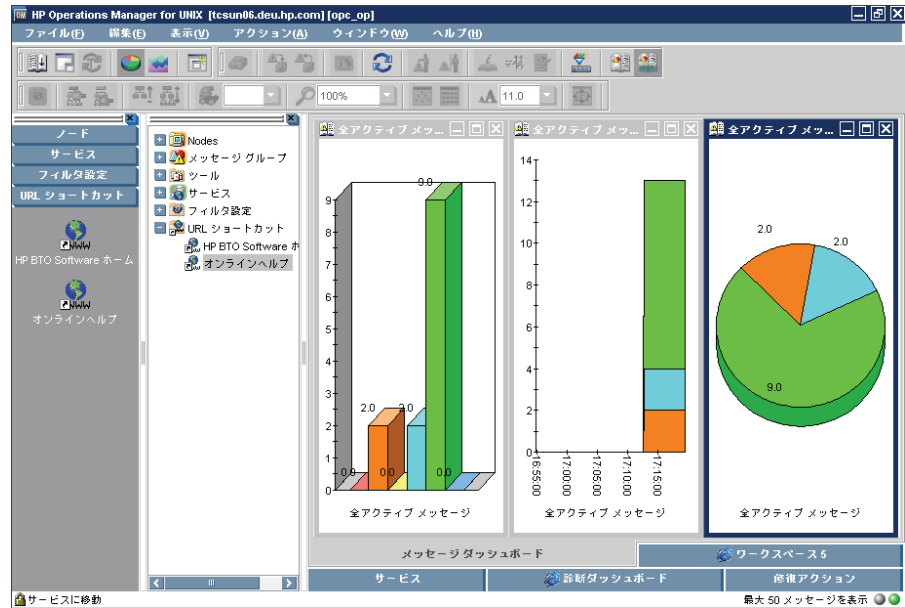 HP Operations Manager for UNIX [tcsun06.deu.hp.com] [opc_op]
ファイル(F) 編集(E) 表示(V) アクション(A) ウィンドウ(W) ヘルプ(H)
100%
11.0
ノード
サービス
フィルタ設定
URL ショートカット
WWW
HP BTO Software ホーム
WWW
オンラインヘルプ
Nodes
メッセージ グループ
ツール
サービス
フィルタ設定
URL ショートカット
HP BTO Software ホ
オンラインヘルプ
全アクティブ メッ...
9
8
7
6
5
4
3
2
1
0
9.0
2.0
2.0
0.0
0.0
0.0
全アクティブ メッセージ
全アクティブ メッ...
14
12
10
8
6
4
2
0
16:55:00
17:00:00
17:05:00
17:10:00
17:15:00
全アクティブ メッセージ
全アクティブ メッ...
2.0
2.0
9.0
全アクティブ メッセージ
メッセージ ダッシュボード
ワークスペース 5
サービス
診断ダッシュボード
修復アクション
サービスに移動
最大 50 メッセージを表示